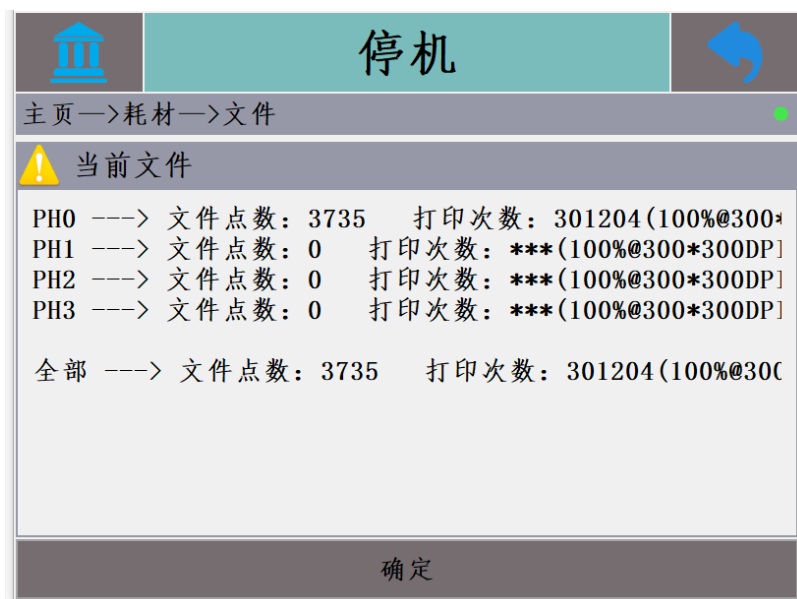 停机
主页—>耗材—>文件
当前文件
PH0 ---> 文件点数: 3735 打印次数: 301204(100%@300*
PH1 ---> 文件点数: 0 打印次数: ***(100%@300*300DP
PH2 ---> 文件点数: 0 打印次数: ***(100%@300*300DP
PH3 ---> 文件点数: 0 打印次数: ***(100%@300*300DP
全部 ---> 文件点数: 3735 打印次数: 301204(100%@300
确定